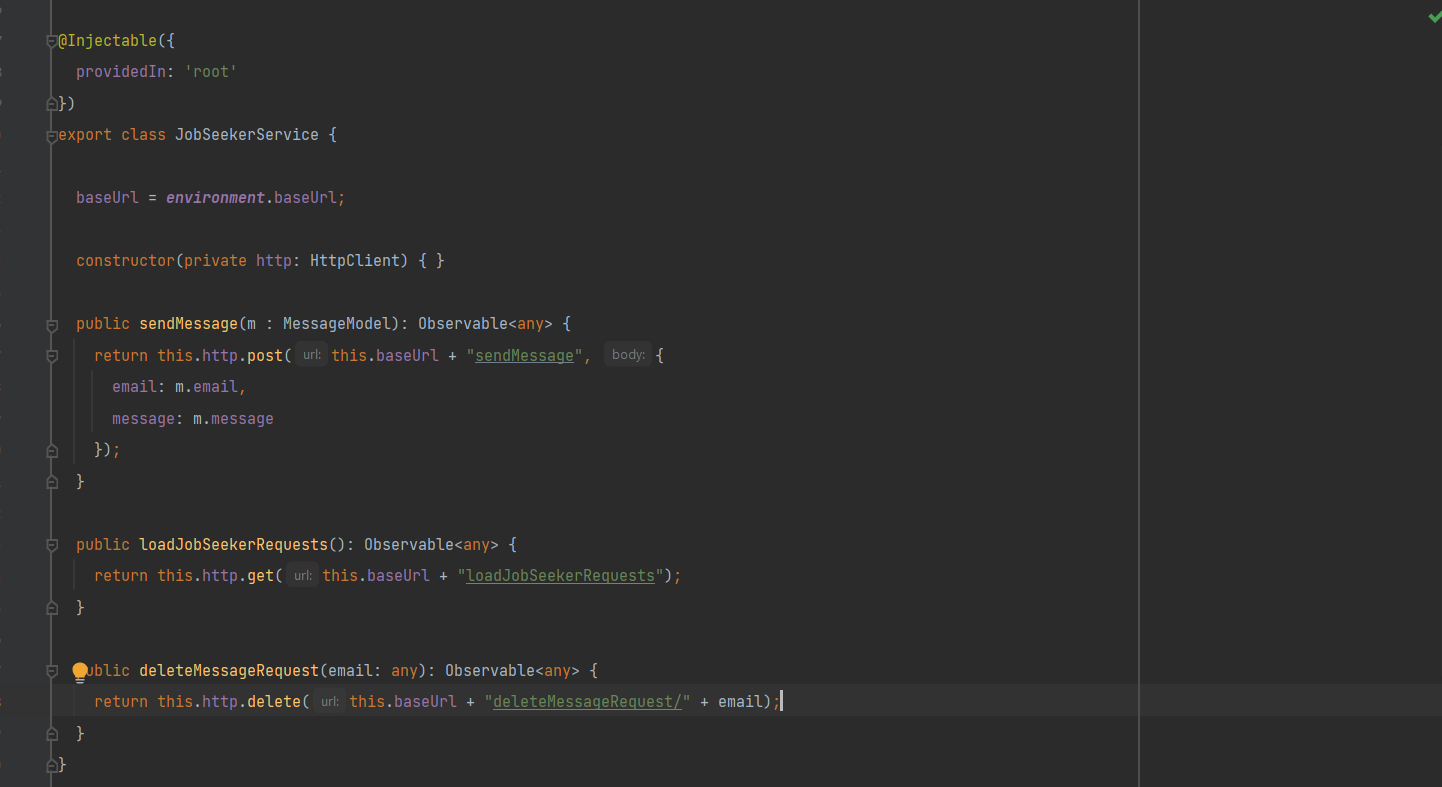 @Injectable({
  providedIn: 'root'
})
export class JobSeekerService {
  baseUrl = environment.baseUrl;
  constructor(private http: HttpClient) { }
  public sendMessage(m : MessageModel): Observable<any> {
    return this.http.post( url: this.baseUrl + "sendMessage", body: {
      email: m.email,
      message: m.message
    });
  }
  public loadJobSeekerRequests(): Observable<any> {
    return this.http.get( url: this.baseUrl + "loadJobSeekerRequests");
  }
  ublic deleteMessageRequest(email: any): Observable<any> {
    return this.http.delete( url: this.baseUrl + "deleteMessageRequest/" + email);
  }
}